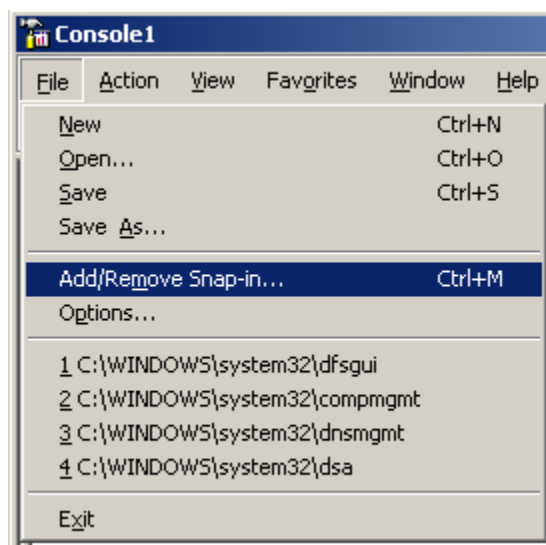 Console1
File Action View Favorites Window Help
New Ctrl+N
Open... Ctrl+O
Save Ctrl+S
Save As...
Add/Remove Snap-in... Ctrl+M
Options...
1 C:\WINDOWS\system32\dfsgui
2 C:\WINDOWS\system32\compmgmt
3 C:\WINDOWS\system32\dnsmgmt
4 C:\WINDOWS\system32\dsa
Exit